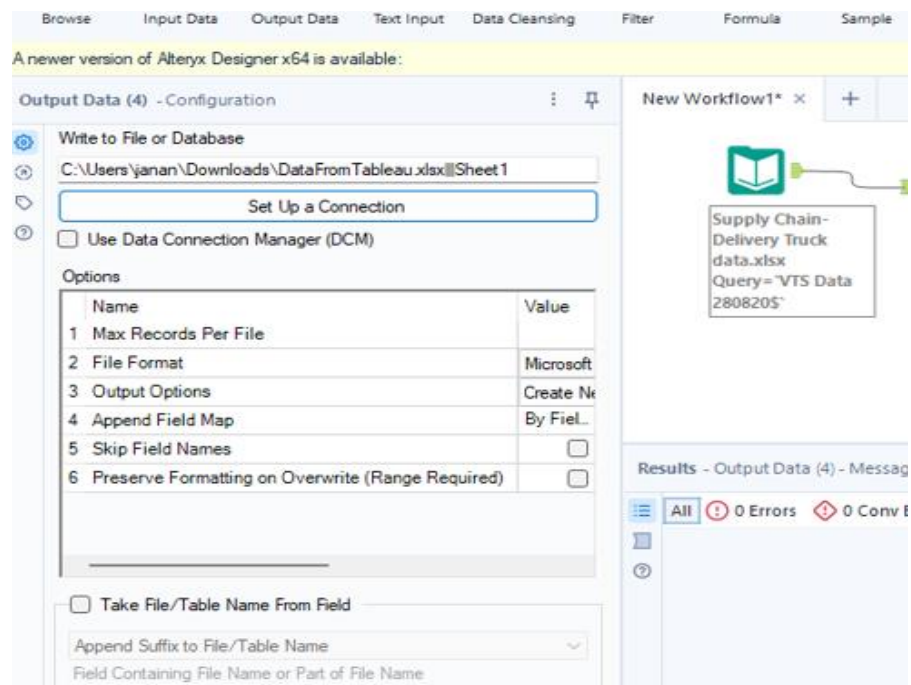 Browse Input Data Output Data Text Input Data Cleansing Filter Formula Sample
A newer version of Alteryx Designer x64 is available:
Output Data (4) - Configuration
Write to File or Database
C:\Users\janan\Downloads\DataFromTableau.xlsx|||Sheet1
Set Up a Connection
Use Data Connection Manager (DCM)
Options
Name Value
1 Max Records Per File
2 File Format Microsoft
3 Output Options Create Ne
4 Append Field Map By Fiel...
5 Skip Field Names
6 Preserve Formatting on Overwrite (Range Required)
Take File/Table Name From Field
Append Suffix to File/Table Name
Field Containing File Name or Part of File Name
New Workflow1* × +
Supply Chain-
Delivery Truck
data.xlsx
Query=`VTS Data
280820$`
Results - Output Data (4) - Messag
All 0 Errors 0 Conv E